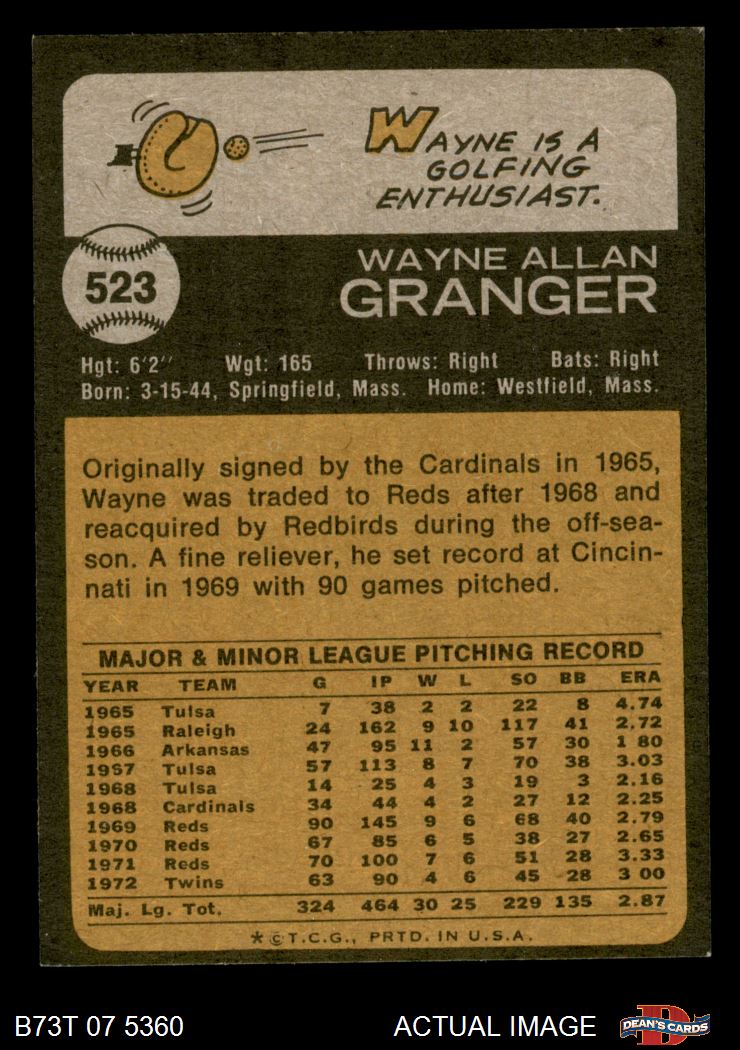 WAYNE IS A
GOLFING
ENTHUSIAST.
523
WAYNE ALLAN
GRANGER
Hgt: 6'2" Wgt: 165 Throws: Right Bats: Right
Born: 3-15-44, Springfield, Mass. Home: Westfield, Mass.
Originally signed by the Cardinals in 1965,
Wayne was traded to Reds after 1968 and
reacquired by Redbirds during the off-sea-
son. A fine reliever, he set record at Cincin-
nati in 1969 with 90 games pitched.
MAJOR & MINOR LEAGUE PITCHING RECORD
YEAR TEAM G IP W L SO BB ERA
1965 Tulsa 7 38 2 2 22 8 4.74
1965 Raleigh 24 162 9 10 117 41 2.72
1966 Arkansas 47 95 11 2 57 30 1 80
1967 Tulsa 57 113 8 7 70 38 3.03
1968 Tulsa 14 25 4 3 19 3 2.16
1968 Cardinals 34 44 4 2 27 12 2.25
1969 Reds 90 145 9 6 68 40 2.79
1970 Reds 67 85 6 5 38 27 2.65
1971 Reds 70 100 7 6 51 28 3.33
1972 Twins 63 90 4 6 45 28 3 00
Maj. Lg. Tot. 324 464 30 25 229 135 2.87
* © T.C.G., PRTD. IN U.S.A.
B73T 07 5360 ACTUAL IMAGE D DEAN'S CARDS